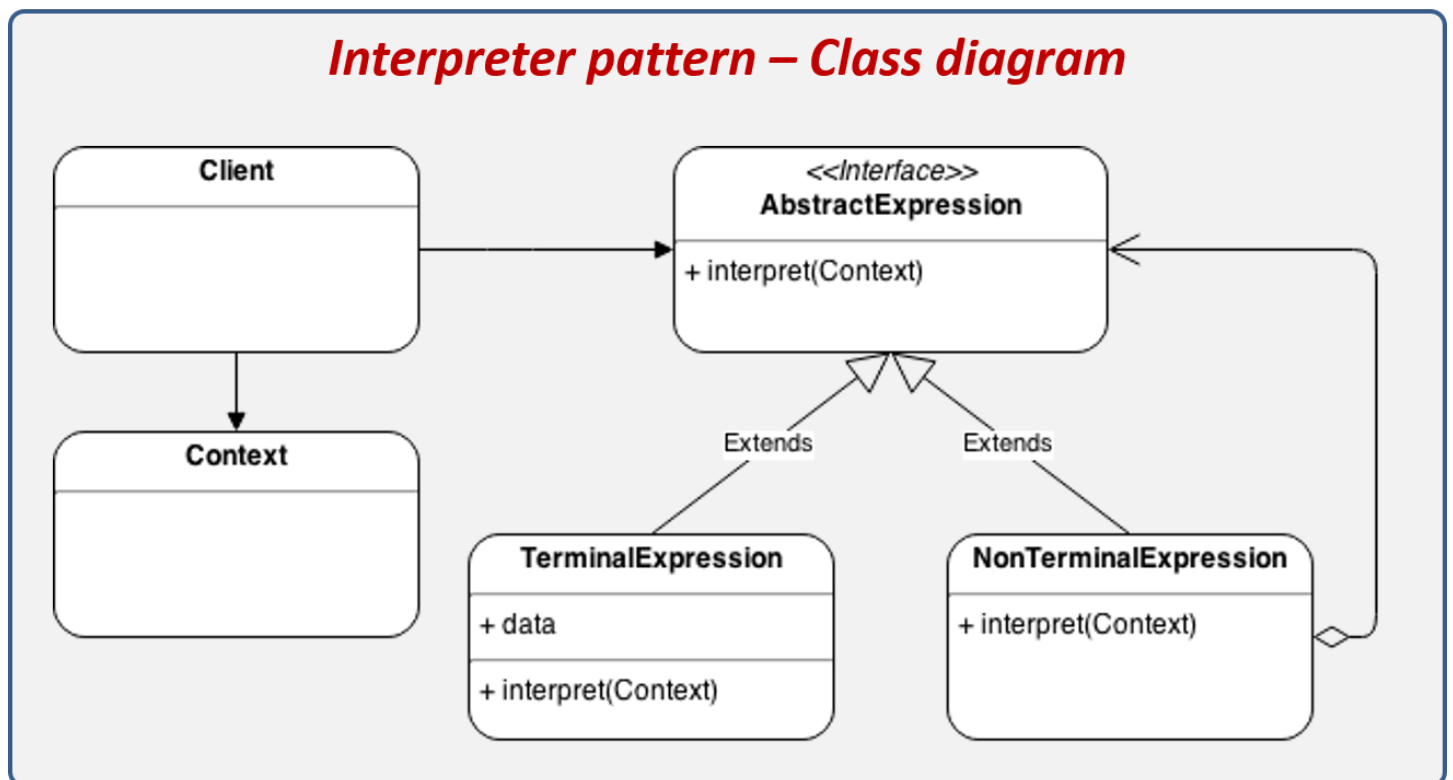 Interpreter pattern – Class diagram
Client
<<Interface>>
AbstractExpression
+ interpret(Context)
Context
Extends
Extends
TerminalExpression
+ data
+ interpret(Context)
NonTerminalExpression
+ interpret(Context)